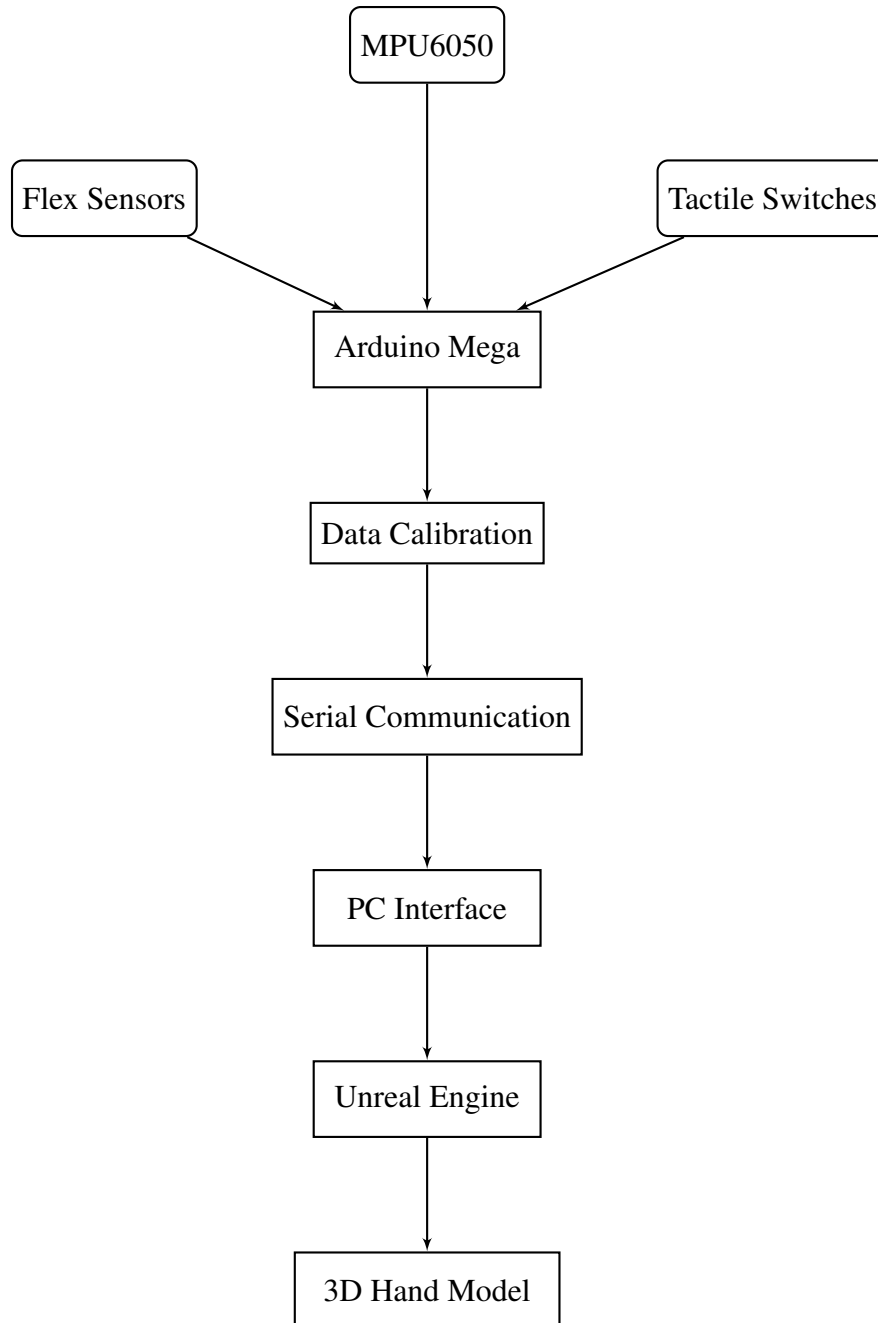 MPU6050
Flex Sensors
Tactile Switches
Arduino Mega
Data Calibration
Serial Communication
PC Interface
Unreal Engine
3D Hand Model